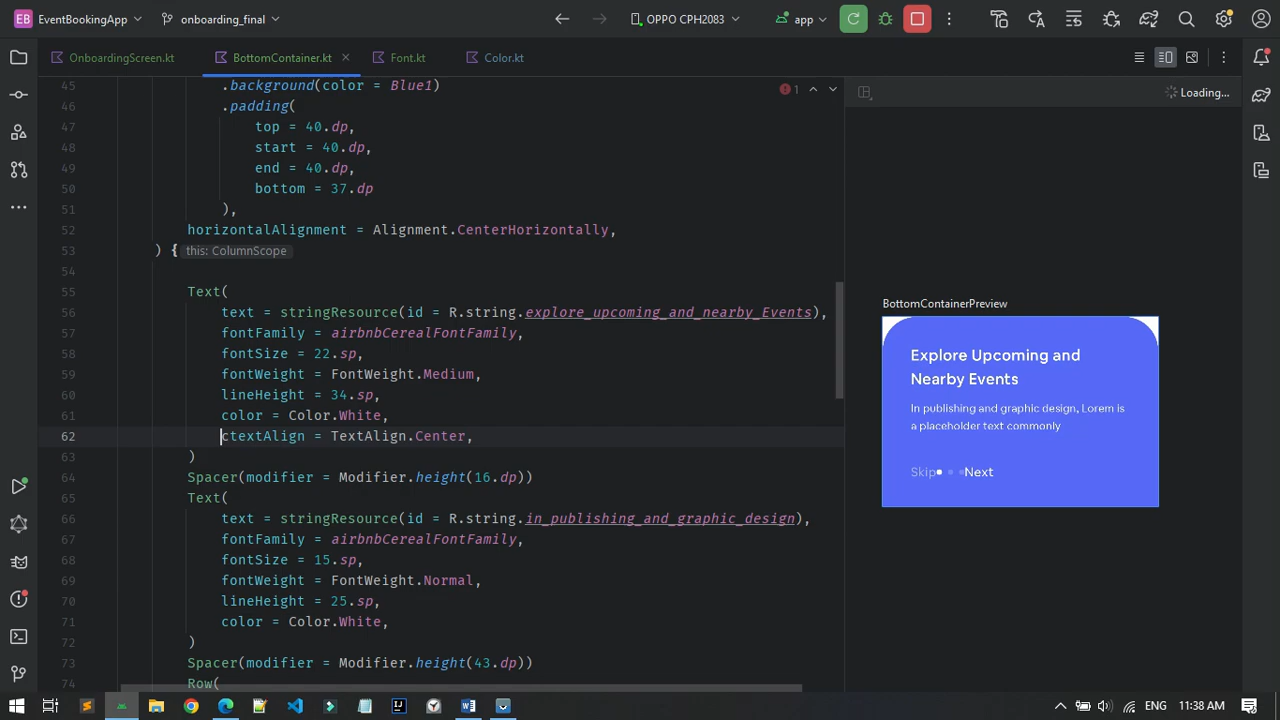 EB EventBookingApp onboarding_final OPPO CPH2083 app
OnboardingScreen.kt BottomContainer.kt Font.kt Color.kt
45 .background(color = Blue1)
46 .padding(
47 top = 40.dp,
48 start = 40.dp,
49 end = 40.dp,
50 bottom = 37.dp
51 ),
52 horizontalAlignment = Alignment.CenterHorizontally,
53 ) { this: ColumnScope
54
55 Text(
56 text = stringResource(id = R.string.explore_upcoming_and_nearby_Events),
57 fontFamily = airbnbCerealFontFamily,
58 fontSize = 22.sp,
59 fontWeight = FontWeight.Medium,
60 lineHeight = 34.sp,
61 color = Color.White,
62 ctextAlign = TextAlign.Center,
63 )
64 Spacer(modifier = Modifier.height(16.dp))
65 Text(
66 text = stringResource(id = R.string.in_publishing_and_graphic_design),
67 fontFamily = airbnbCerealFontFamily,
68 fontSize = 15.sp,
69 fontWeight = FontWeight.Normal,
70 lineHeight = 25.sp,
71 color = Color.White,
72 )
73 Spacer(modifier = Modifier.height(43.dp))
74 Row(
1
Loading...
BottomContainerPreview
Explore Upcoming and
Nearby Events
In publishing and graphic design, Lorem is
a placeholder text commonly
Skip Next
ENG 11:38 AM